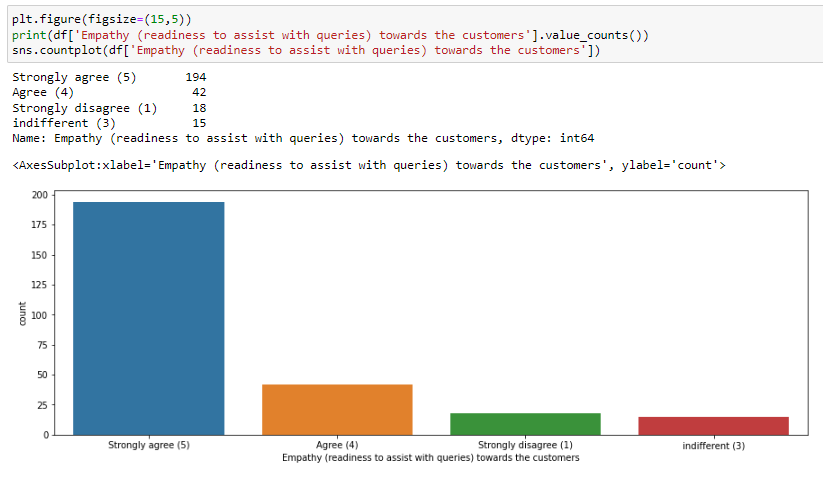 plt.figure(figsize=(15,5))
print(df['Empathy (readiness to assist with queries) towards the customers'].value_counts())
sns.countplot(df['Empathy (readiness to assist with queries) towards the customers'])
Strongly agree (5)       194
Agree (4)                 42
Strongly disagree (1)     18
indifferent (3)           15
Name: Empathy (readiness to assist with queries) towards the customers, dtype: int64
<AxesSubplot:xlabel='Empathy (readiness to assist with queries) towards the customers', ylabel='count'>
200
175
150
125
100
75
50
25
0
count
Strongly agree (5) Agree (4) Strongly disagree (1) indifferent (3)
Empathy (readiness to assist with queries) towards the customers